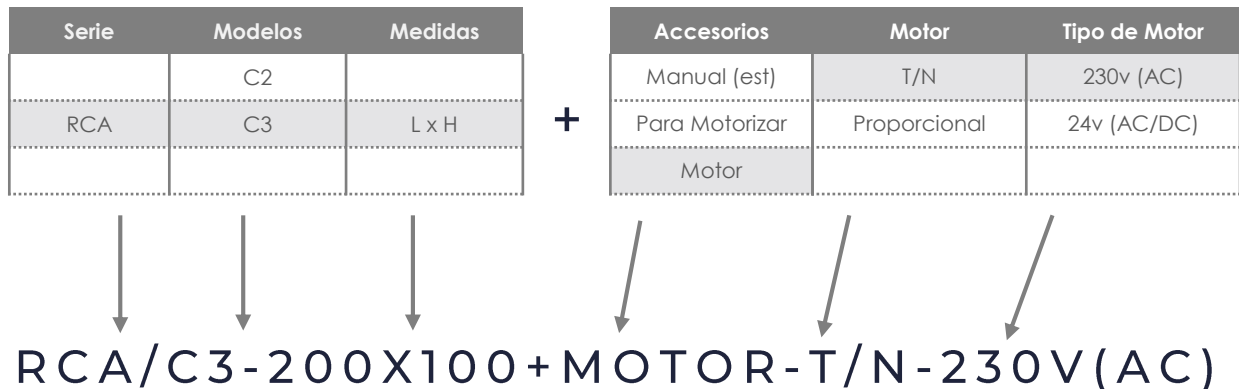 Serie Modelos Medidas Accesorios Motor Tipo de Motor
C2 Manual (est) T/N 230v (AC)
RCA C3 L x H + Para Motorizar Proporcional 24v (AC/DC)
Motor
RCA/C3-200X100+MOTOR-T/N-230V(AC)